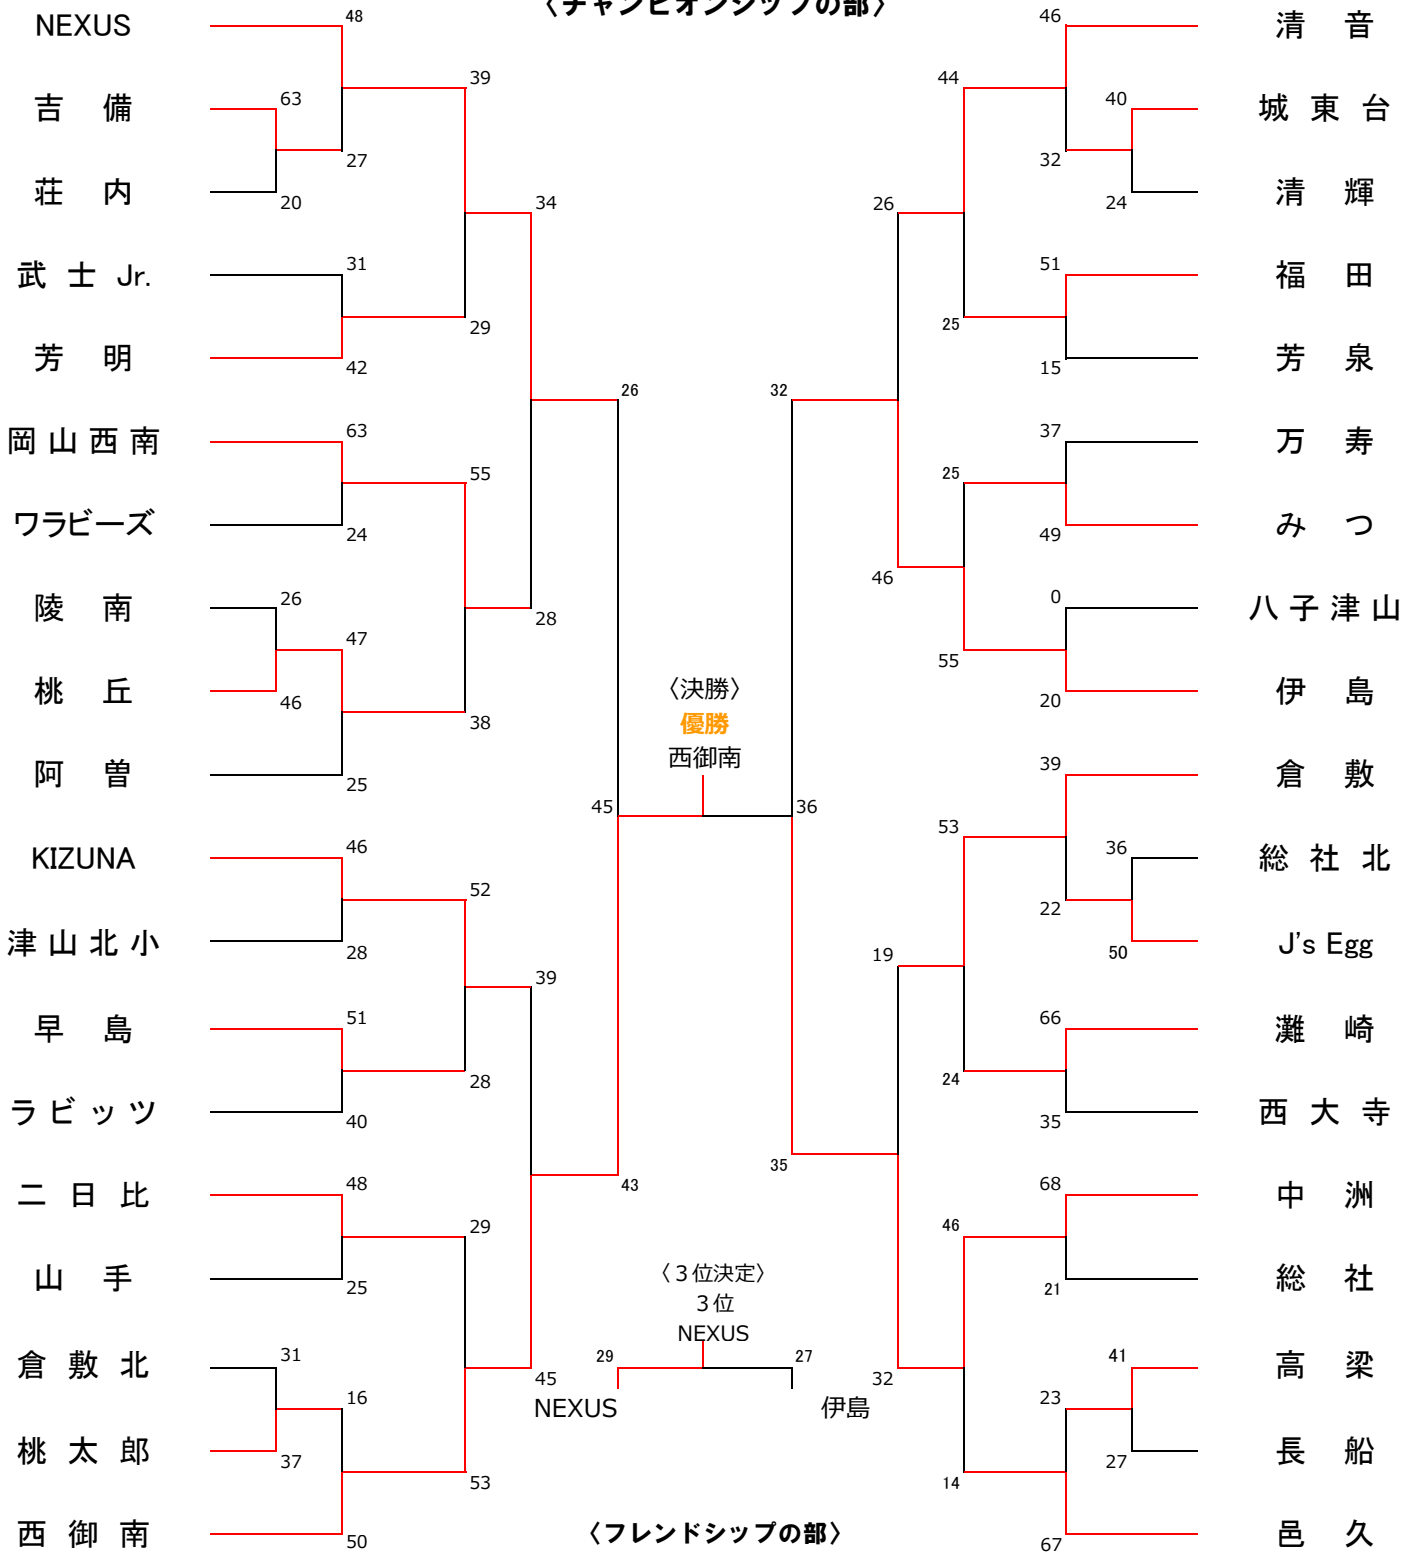 〈チャンピオンシップの部〉
NEXUS 48 46 清 音
39 44
吉 備 63 40 城 東 台
27 32
荘 内 20 24 清 輝
34 26
武 士 Jr. 31 51 福 田
29 25
芳 明 42 15 芳 泉
26 32
岡 山 西 南 63 37 万 寿
55 25
ワラビーズ 24 49 みつ
46
陵 南 26 0 八 子 津 山
28
47 55
桃 丘 46 20 伊 島
38
〈決勝〉
優勝
西御南
阿 曽 25 39 倉 敷
45 36
53
KIZUNA 46 36 総 社 北
52 22
津 山 北 小 28 50 J's Egg
39 19
早 島 51 66 灘 崎
28 24
ラ ビ ッ ツ 40 35 西 大 寺
35
43
二 日 比 48 68 中 洲
29 46
山 手 25 21 総 社
〈３位決定〉
３位
NEXUS
倉 敷 北 31 41 高 梁
29 27
45 32
16 23
NEXUS 伊島
桃 太 郎 37 27 長 船
53 14
西 御 南 50 67 邑 久
〈フレンドシップの部〉